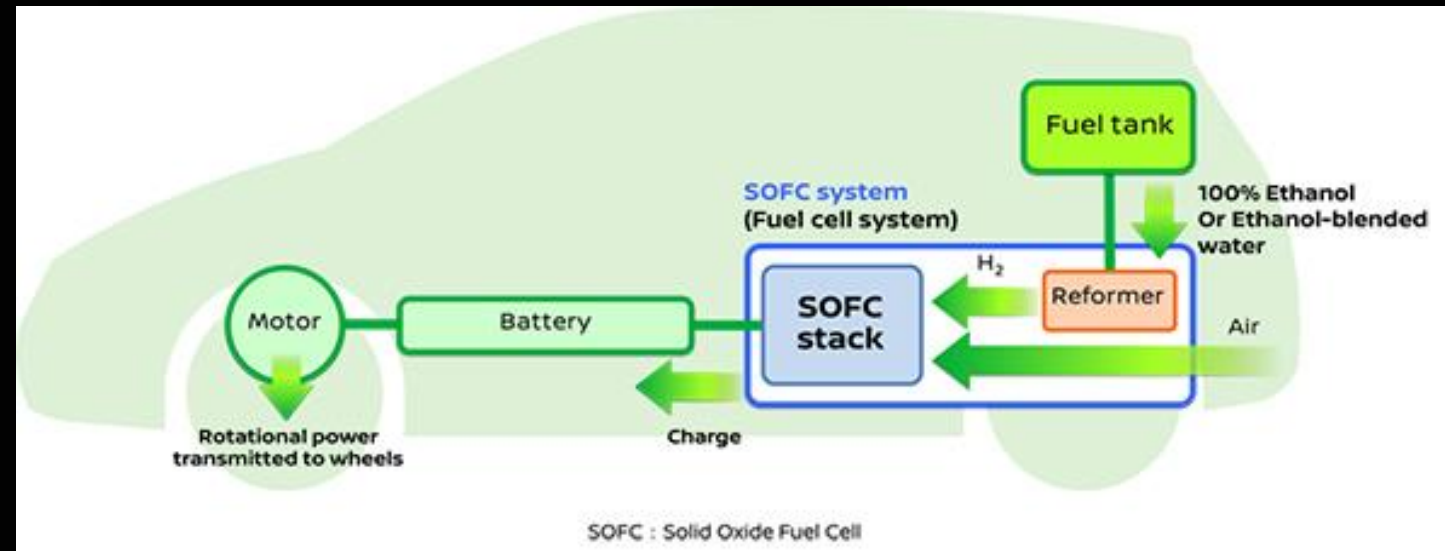 Fuel tank
100% Ethanol
Or Ethanol-blended
water
SOFC system
(Fuel cell system)
H₂
Reformer
SOFC
stack
Air
Motor
Battery
Charge
Rotational power
transmitted to wheels
SOFC : Solid Oxide Fuel Cell